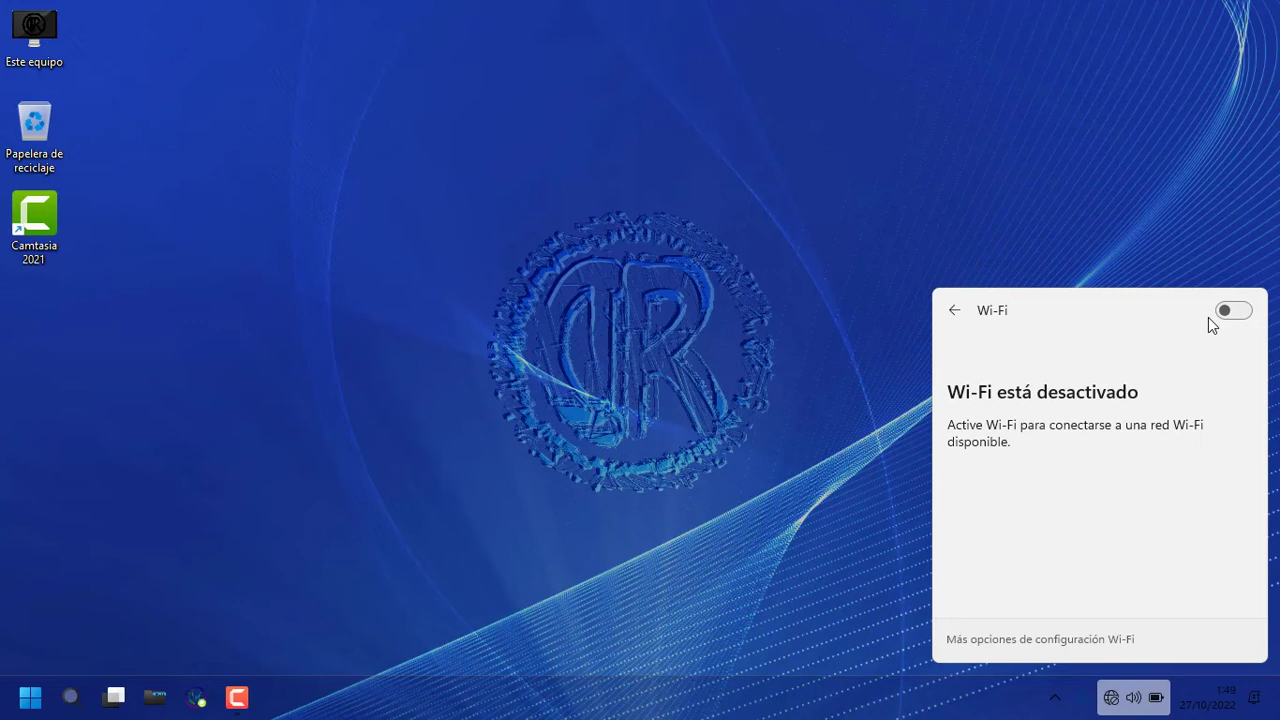 Este equipo
Papelera de
reciclaje
Camtasia
2021
Wi-Fi
Wi-Fi está desactivado
Active Wi-Fi para conectarse a una red Wi-Fi
disponible.
Más opciones de configuración Wi-Fi
1:49
27/10/2022